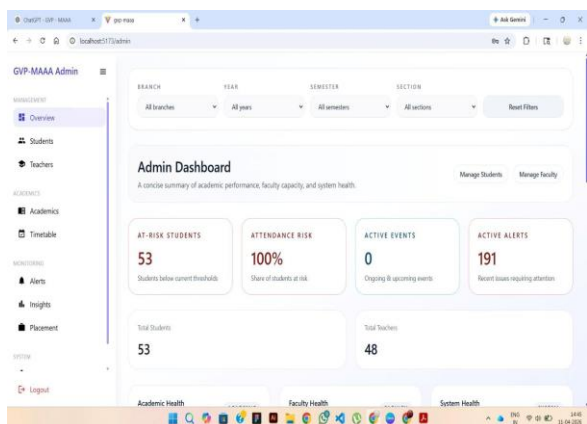 ChatGPT - GVP - MAAA
gvp maaa
Ask Gemini
localhost:5173/admin
GVP-MAAA Admin
MANAGEMENT
Overview
Students
Teachers
ACADEMICS
Academics
Timetable
MONITORING
Alerts
Insights
Placement
SYSTEM
Logout
BRANCH YEAR SEMESTER SECTION
All branches All years All semesters All sections Reset Filters
Admin Dashboard
A concise summary of academic performance, faculty capacity, and system health.
Manage Students Manage Faculty
AT-RISK STUDENTS ATTENDANCE RISK ACTIVE EVENTS ACTIVE ALERTS
53 100% 0 191
Students below current thresholds Share of students at risk Ongoing & upcoming events Recent issues requiring attention
Total Students Total Teachers
53 48
Academic Health Faculty Health System Health
ENG
IN